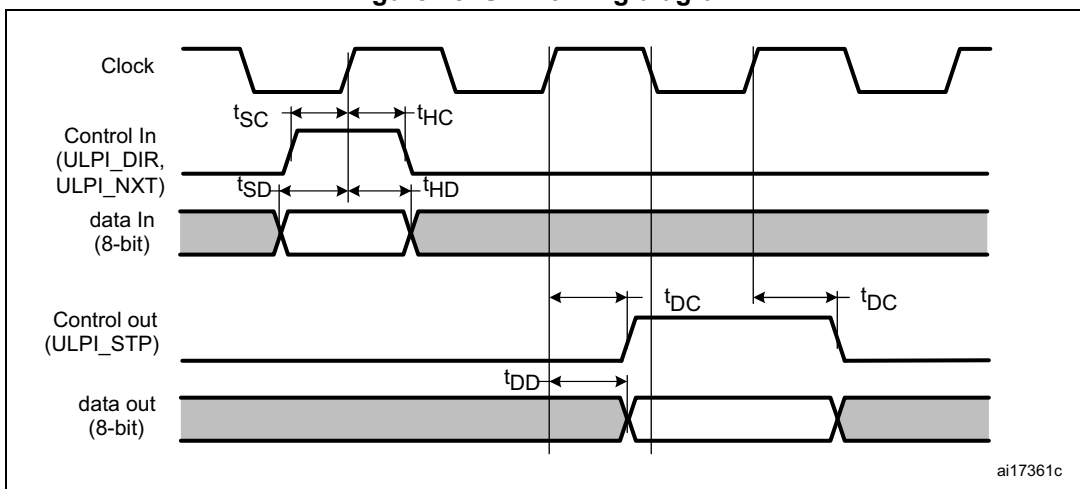 Clock
tSC
tHC
Control In
(ULPI_DIR,
ULPI_NXT)
tSD
tHD
data In
(8-bit)
tDC
tDC
Control out
(ULPI_STP)
tDD
data out
(8-bit)
ai17361c